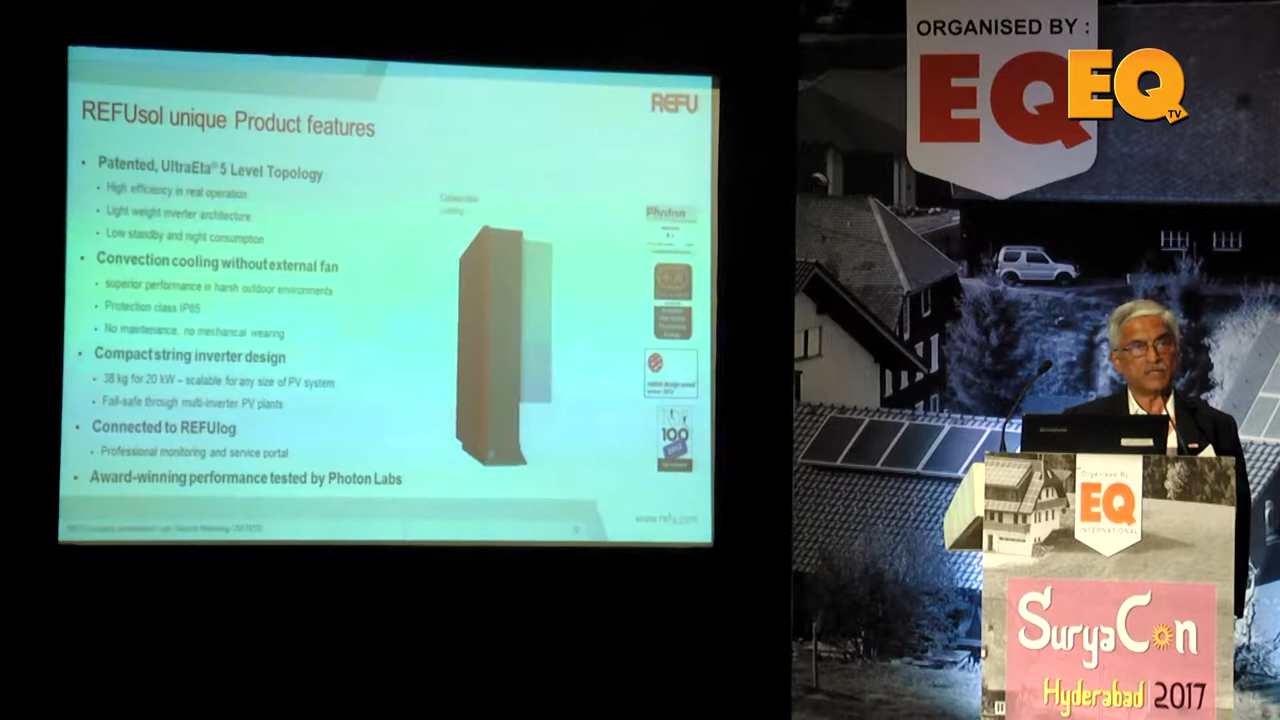 REFUsol unique Product features
REFU
• Patented, UltraEta® 5 Level Topology
• High efficiency in real operation
• Light weight inverter architecture
• Low standby and night consumption
• Convection cooling without external fan
• superior performance in harsh outdoor environments
• Protection class IP65
• No maintenance, no mechanical wearing
• Compact string inverter design
• 38 kg for 20 kW – scalable for any size of PV system
• Fail-safe through multi-inverter PV plants
• Connected to REFUlog
• Professional monitoring and service portal
• Award-winning performance tested by Photon Labs
Convection
cooling
Photon
reddot design award
100
www.refu.com
ORGANISED BY :
EQ
EQ
TV
Organised By
EQ
INTERNATIONAL
SuryaCon
Hyderabad 2017